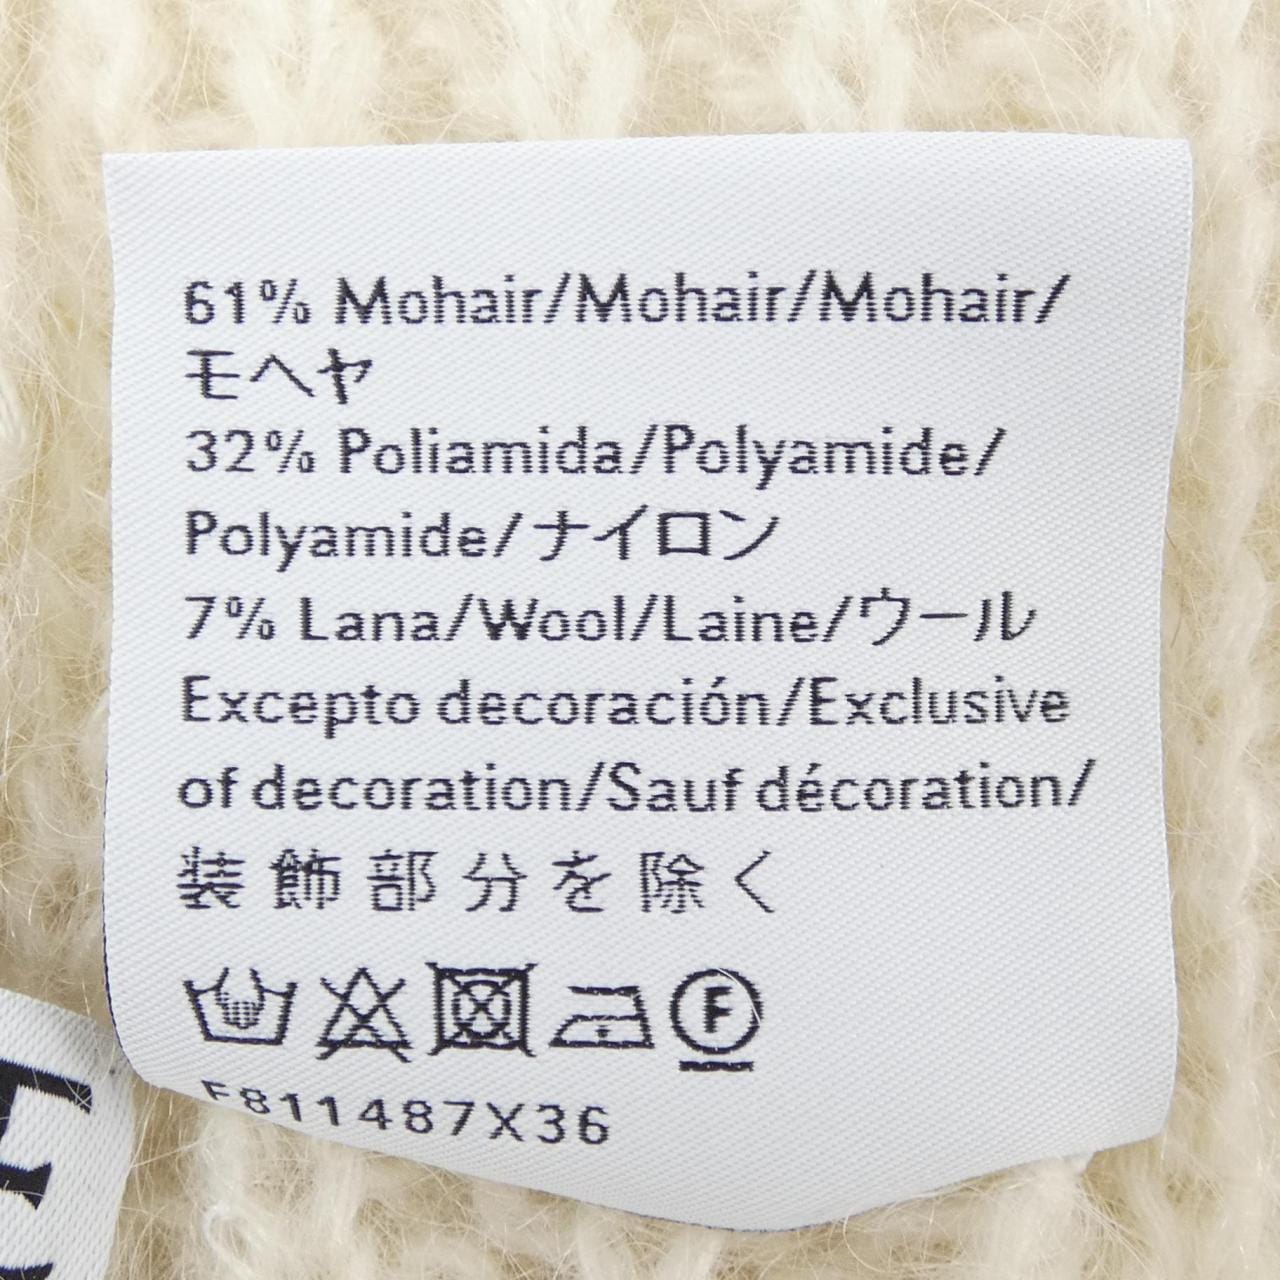 61% Mohair/Mohair/Mohair/
モヘヤ
32% Poliamida/Polyamide/
Polyamide/ナイロン
7% Lana/Wool/Laine/ウール
Excepto decoración/Exclusive
of decoration/Sauf décoration/
装飾部分を除く
F
F811487X36